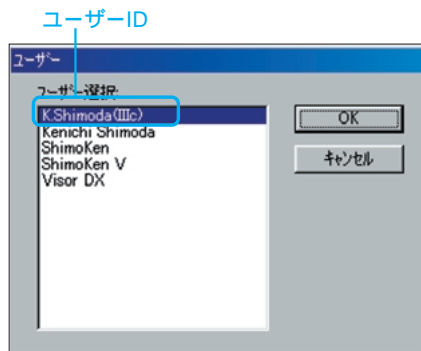 ユーザーID
ユーザー
ユーザー選択:
K.Shimoda(Ⅲc)
Kenichi Shimoda
ShimoKen
ShimoKen V
Visor DX
OK
キャンセル